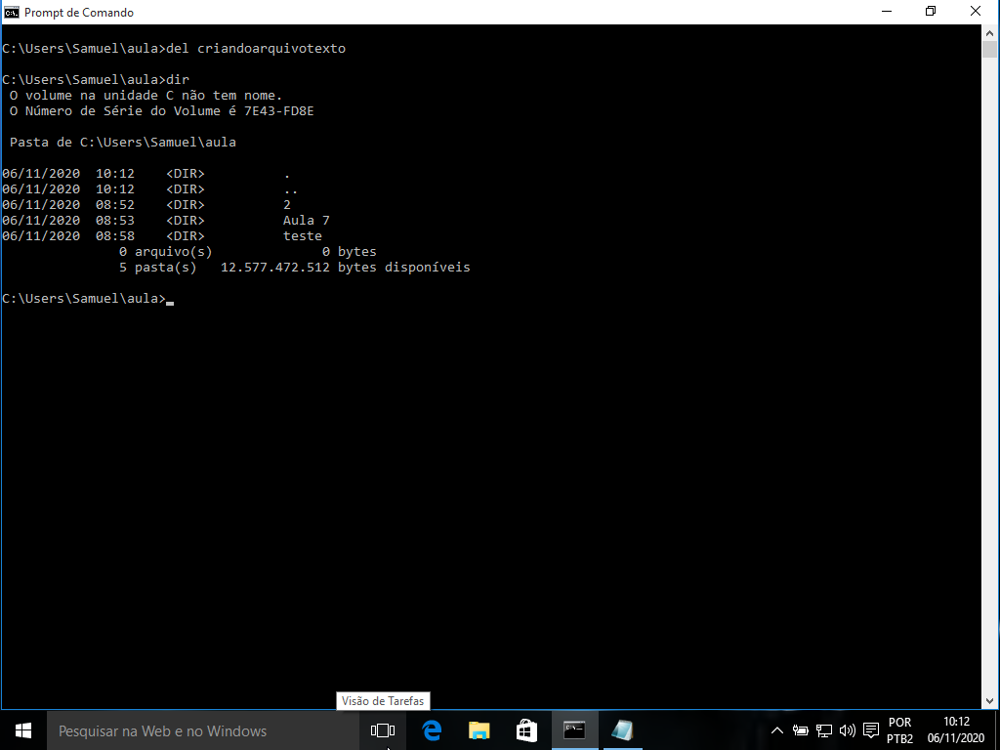 Prompt de Comando
C:\Users\Samuel\aula>del criandoarquivotexto
C:\Users\Samuel\aula>dir
 O volume na unidade C não tem nome.
 O Número de Série do Volume é 7E43-FD8E
 Pasta de C:\Users\Samuel\aula
06/11/2020  10:12    <DIR>          .
06/11/2020  10:12    <DIR>          ..
06/11/2020  08:52    <DIR>          2
06/11/2020  08:53    <DIR>          Aula 7
06/11/2020  08:58    <DIR>          teste
               0 arquivo(s)              0 bytes
               5 pasta(s)   12.577.472.512 bytes disponíveis
C:\Users\Samuel\aula>
Visão de Tarefas
Pesquisar na Web e no Windows
POR
PTB2
10:12
06/11/2020